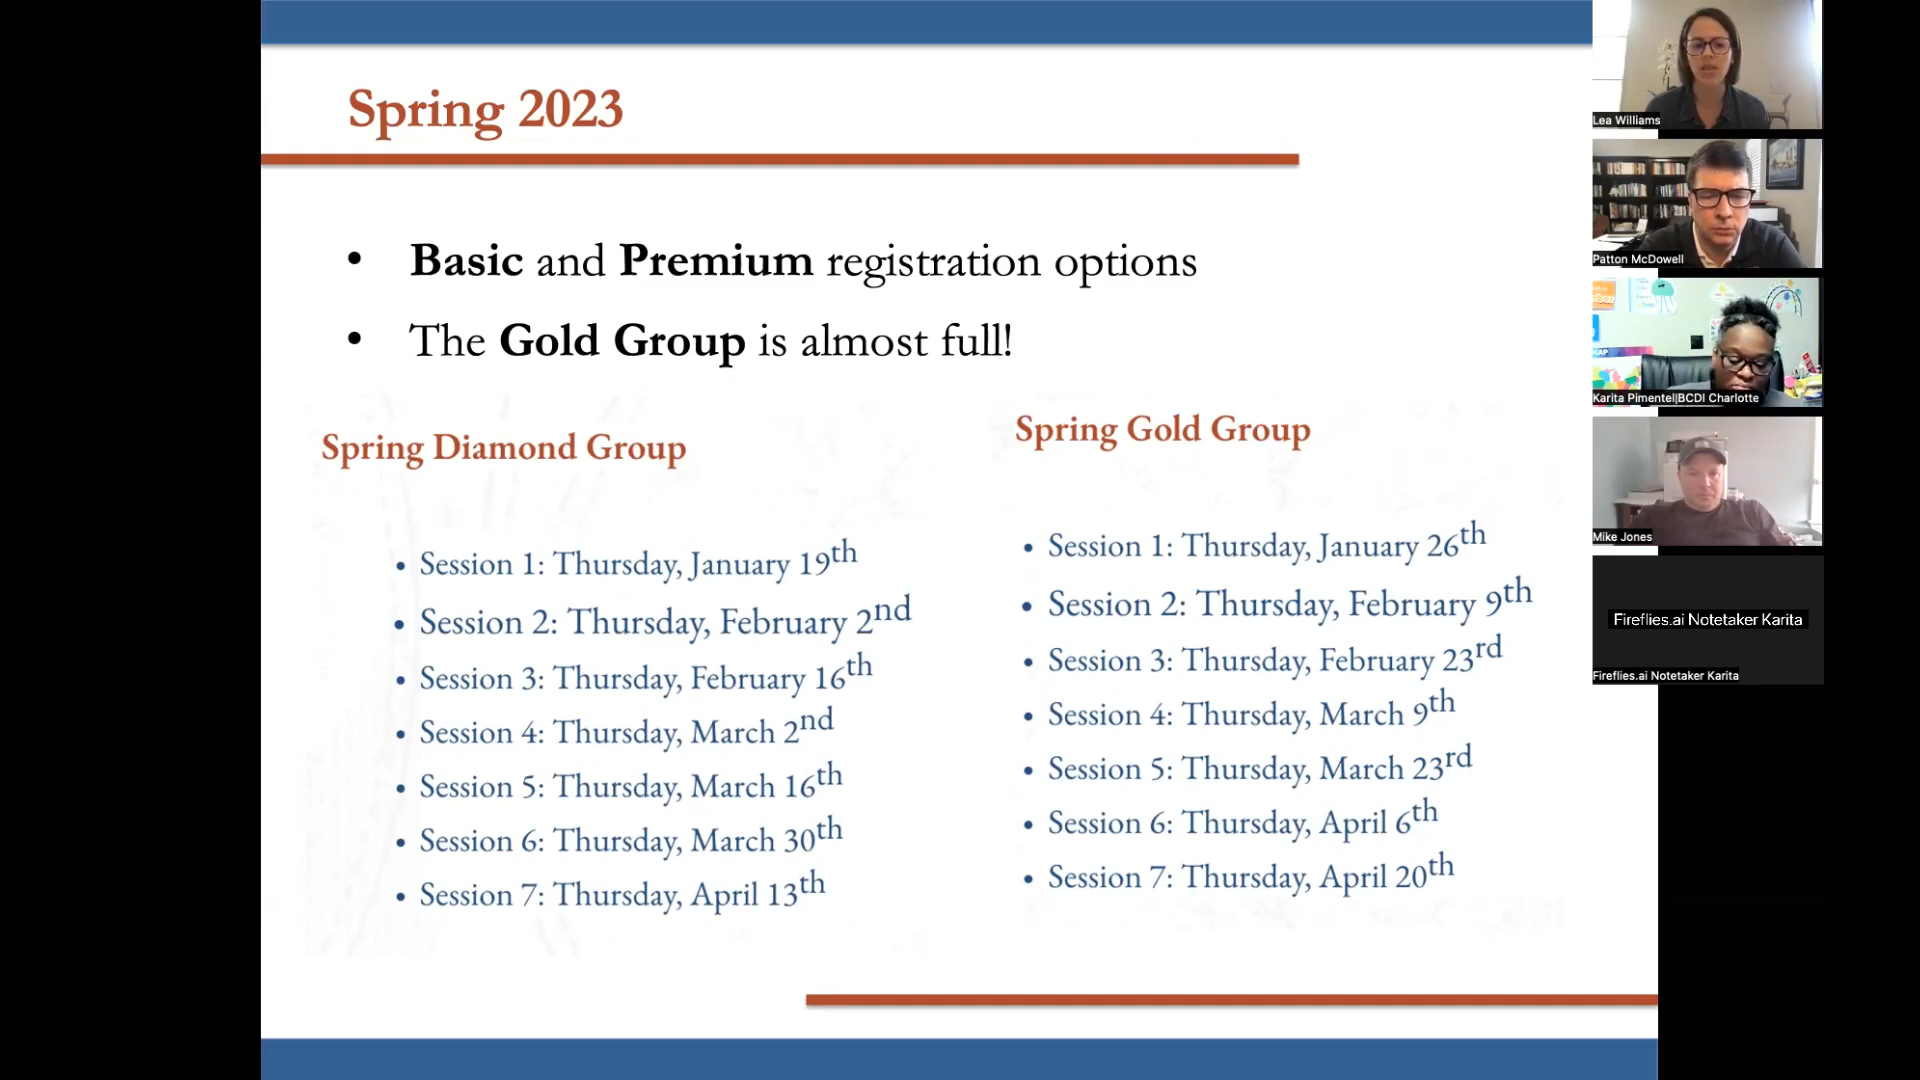 Spring 2023
• Basic and Premium registration options
• The Gold Group is almost full!
Spring Diamond Group
• Session 1: Thursday, January 19th
• Session 2: Thursday, February 2nd
• Session 3: Thursday, February 16th
• Session 4: Thursday, March 2nd
• Session 5: Thursday, March 16th
• Session 6: Thursday, March 30th
• Session 7: Thursday, April 13th
Spring Gold Group
• Session 1: Thursday, January 26th
• Session 2: Thursday, February 9th
• Session 3: Thursday, February 23rd
• Session 4: Thursday, March 9th
• Session 5: Thursday, March 23rd
• Session 6: Thursday, April 6th
• Session 7: Thursday, April 20th
Lea Williams
Patton McDowell
Karita Pimentel|BCDI Charlotte
Mike Jones
Fireflies.ai Notetaker Karita
Fireflies.ai Notetaker Karita